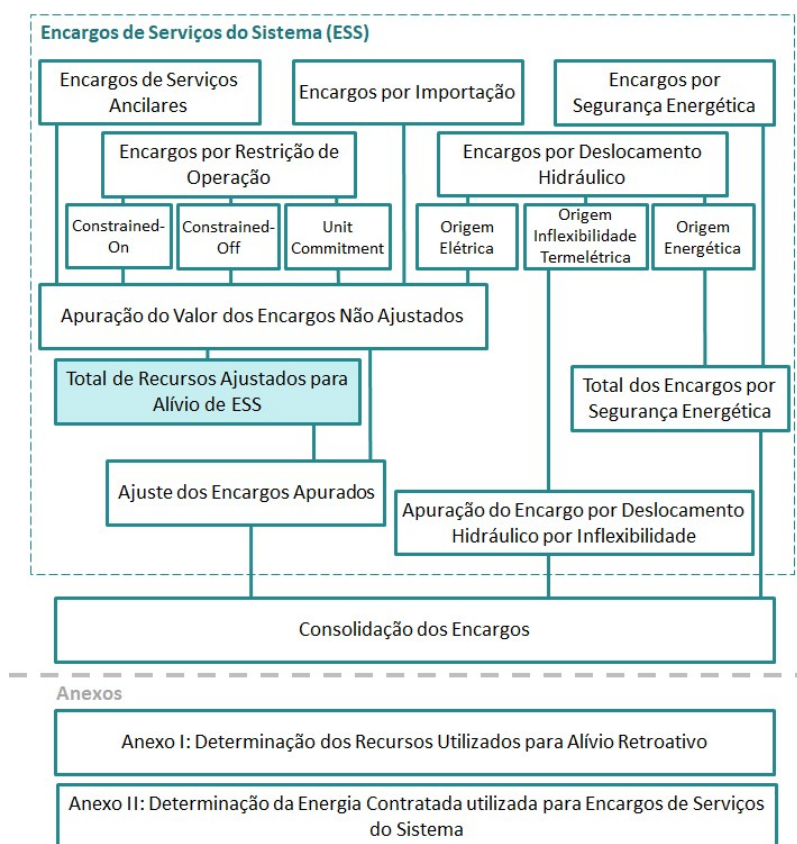 Encargos de Serviços do Sistema (ESS)
Encargos de Serviços
Ancilares
Encargos por Importação
Encargos por
Segurança Energética
Encargos por Restrição de
Operação
Encargos por Deslocamento
Hidráulico
Constrained-
On
Constrained-
Off
Unit
Commitment
Origem
Elétrica
Origem
Inflexibilidade
Termelétrica
Origem
Energética
Apuração do Valor dos Encargos Não Ajustados
Total de Recursos Ajustados para
Alívio de ESS
Total dos Encargos por
Segurança Energética
Ajuste dos Encargos Apurados
Apuração do Encargo por Deslocamento
Hidráulico por Inflexibilidade
Consolidação dos Encargos
Anexos
Anexo I: Determinação dos Recursos Utilizados para Alívio Retroativo
Anexo II: Determinação da Energia Contratada utilizada para Encargos de Serviços
do Sistema